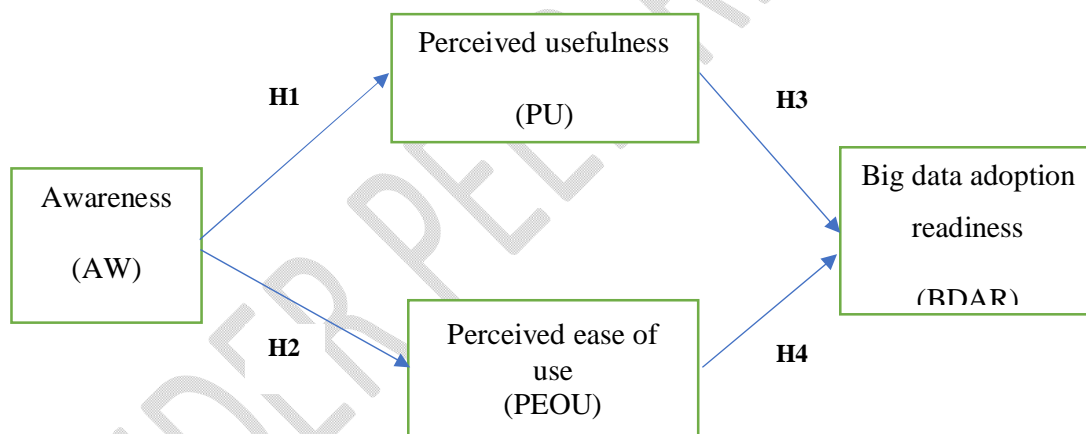 Perceived usefulness
(PU)
H1
H3
Awareness
(AW)
Big data adoption
readiness
(BDAR)
H2
H4
Perceived ease of
use
(PEOU)